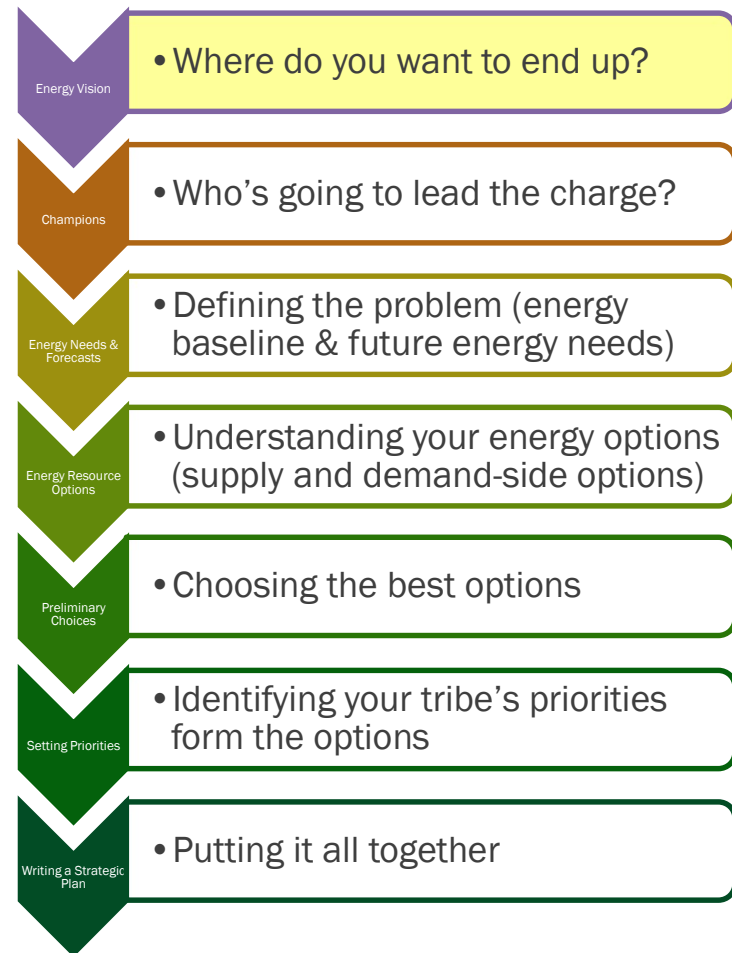 Energy Vision
• Where do you want to end up?
Champions
• Who's going to lead the charge?
Energy Needs &
Forecasts
• Defining the problem (energy
baseline & future energy needs)
Energy Resource
Options
• Understanding your energy options
(supply and demand-side options)
Preliminary
Choices
• Choosing the best options
Setting Priorities
• Identifying your tribe's priorities
form the options
Writing a Strategic
Plan
• Putting it all together